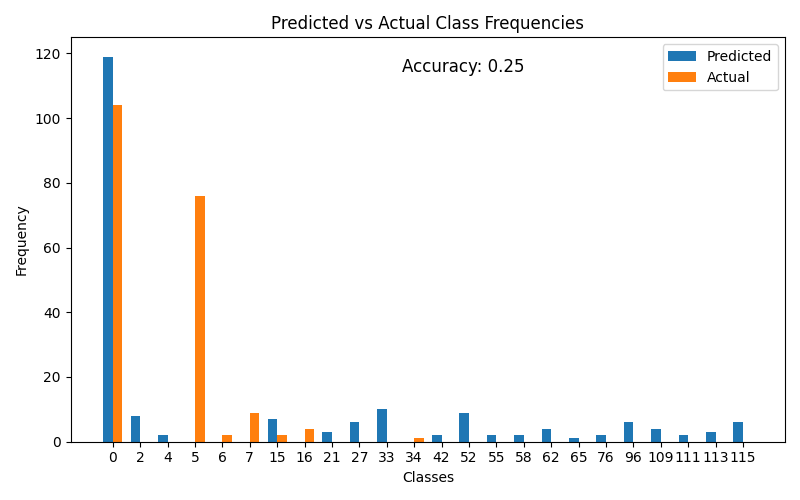 Predicted vs Actual Class Frequencies
Accuracy: 0.25
Predicted
Actual
Frequency
120
100
80
60
40
20
0
0 2 4 5 6 7 15 16 21 27 33 34 42 52 55 58 62 65 76 96 109 111 113 115
Classes